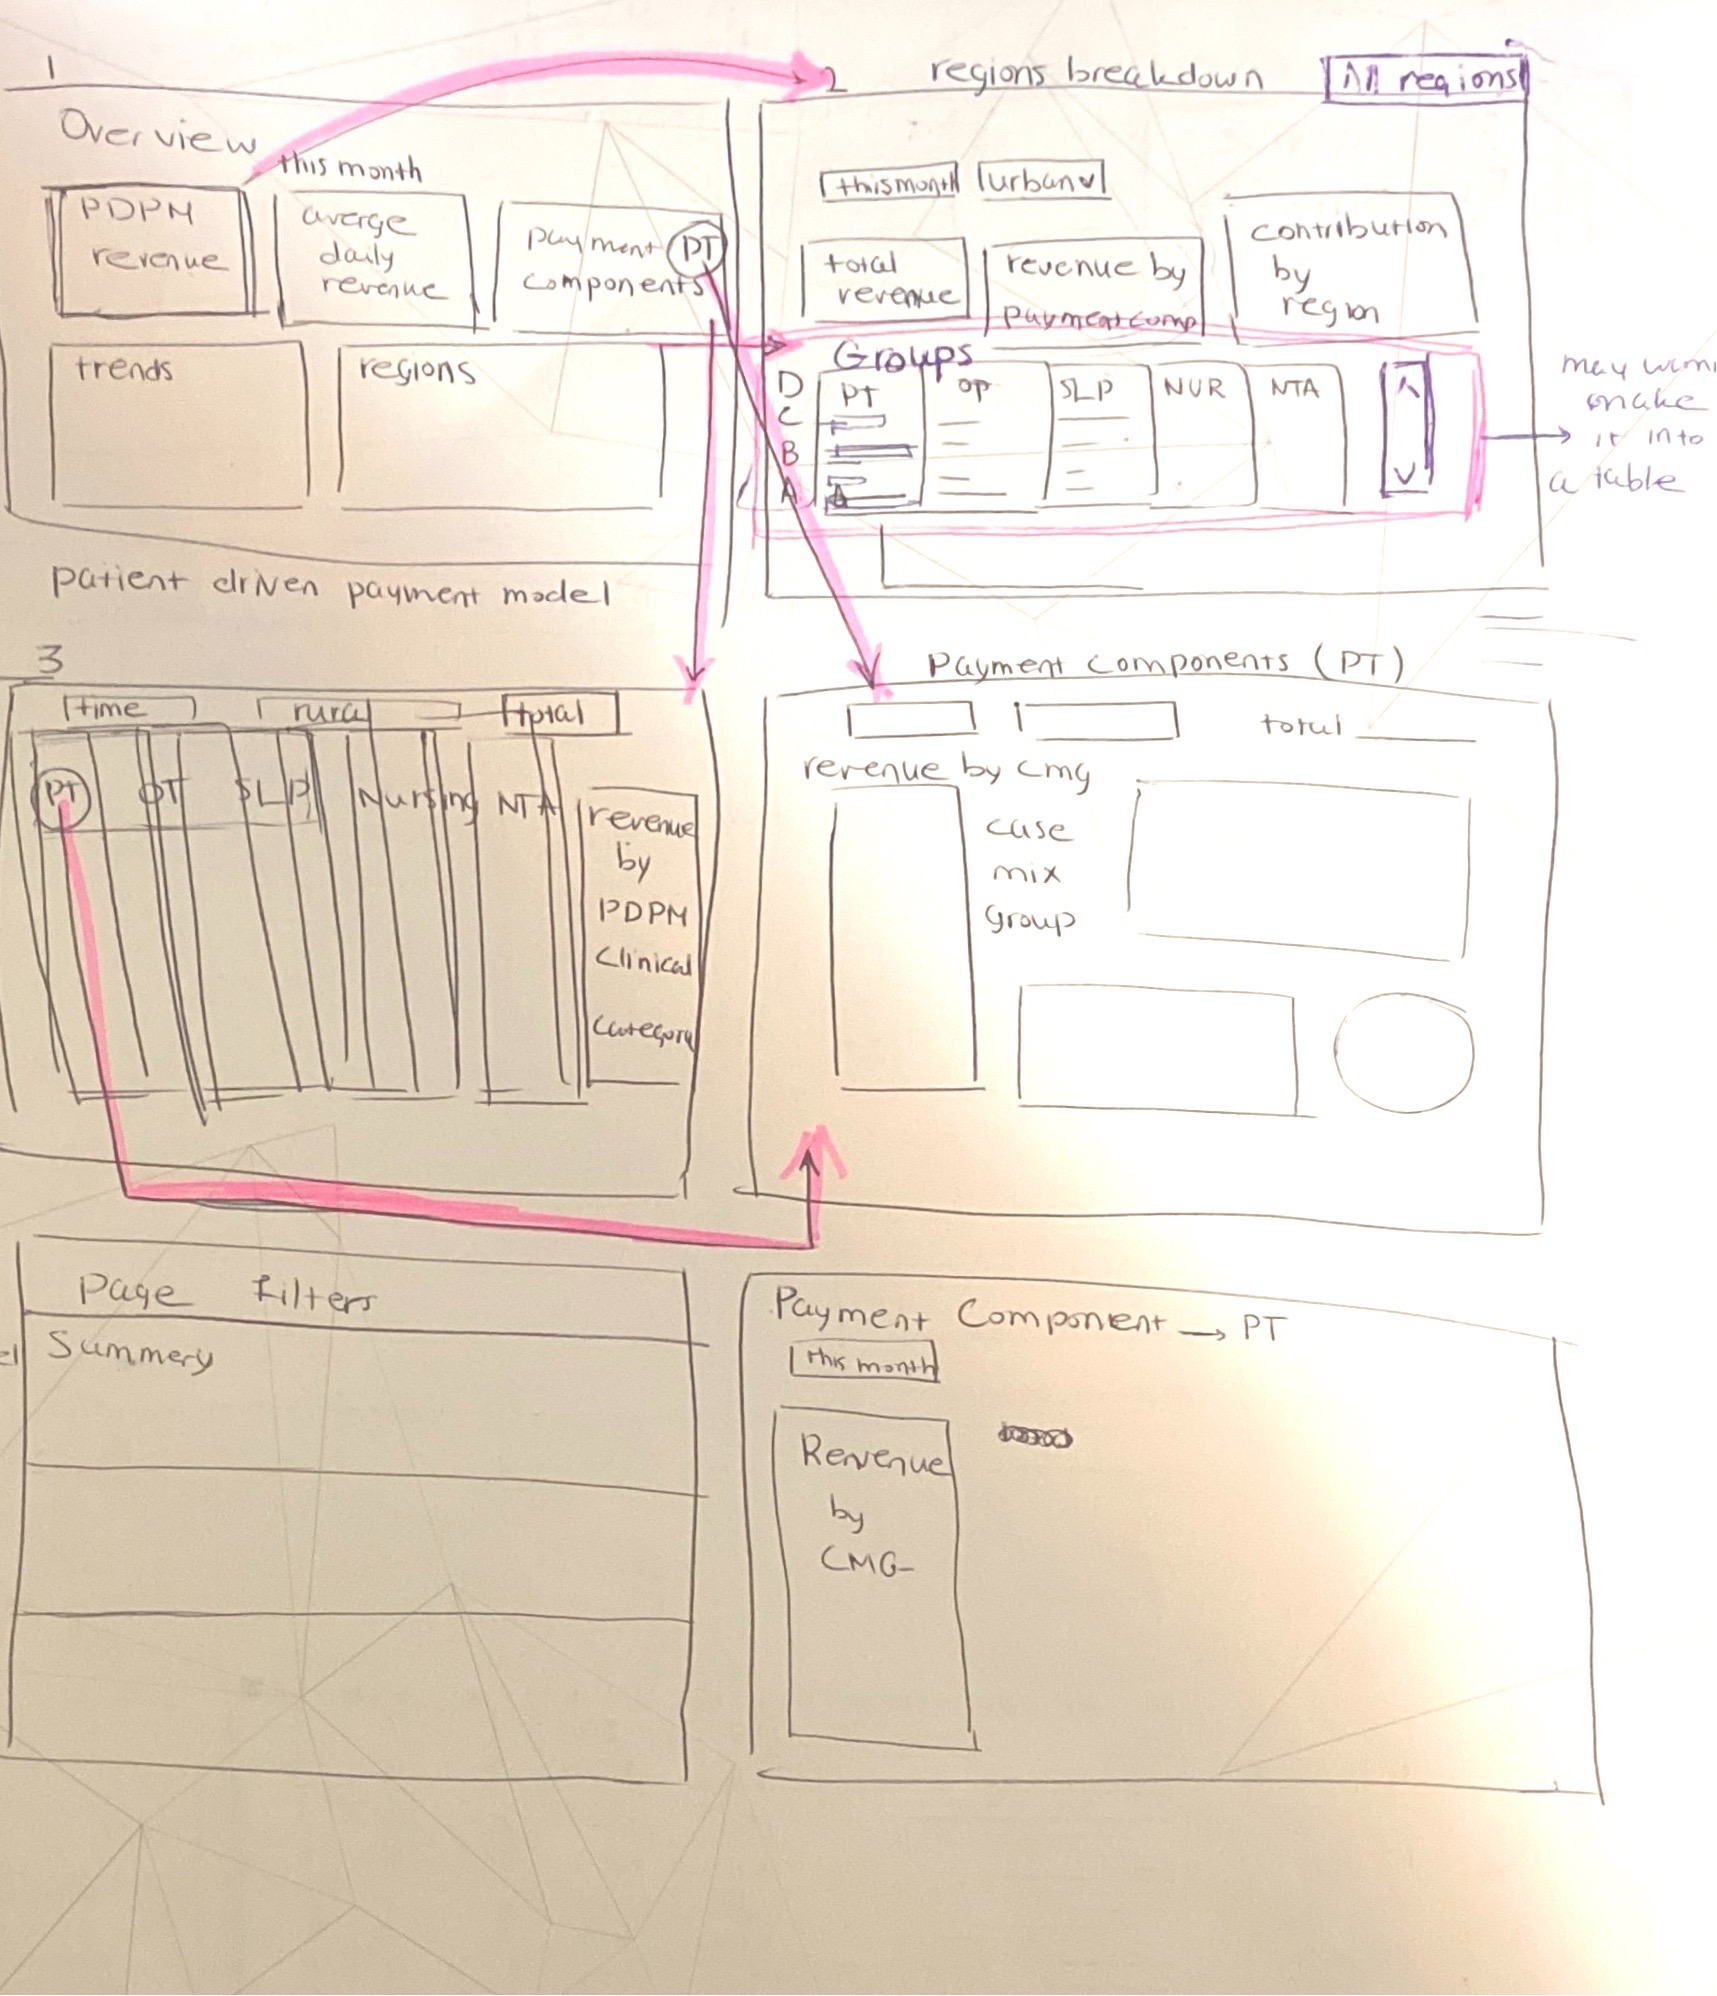 1
Overview
this month
PDPM
revenue
averge
daily
revenue
payment PT
components
trends
regions
patient driven payment model
2 regions breakdown
All regions
this month
urban
total
revenue
revenue by
payment comp
contribution
by
region
Groups
D
C
B
A
PT
OP
SLP
NUR
NTA
may
make
it into
a table
3
time
rural
total
PT
OT
SLP
Nursing
NTA
revenue
by
PDPM
Clinical
category
Payment Components (PT)
total
revenue by cmg
case
mix
group
Page Filters
Summery
Payment Component → PT
this month
Revenue
by
CMG